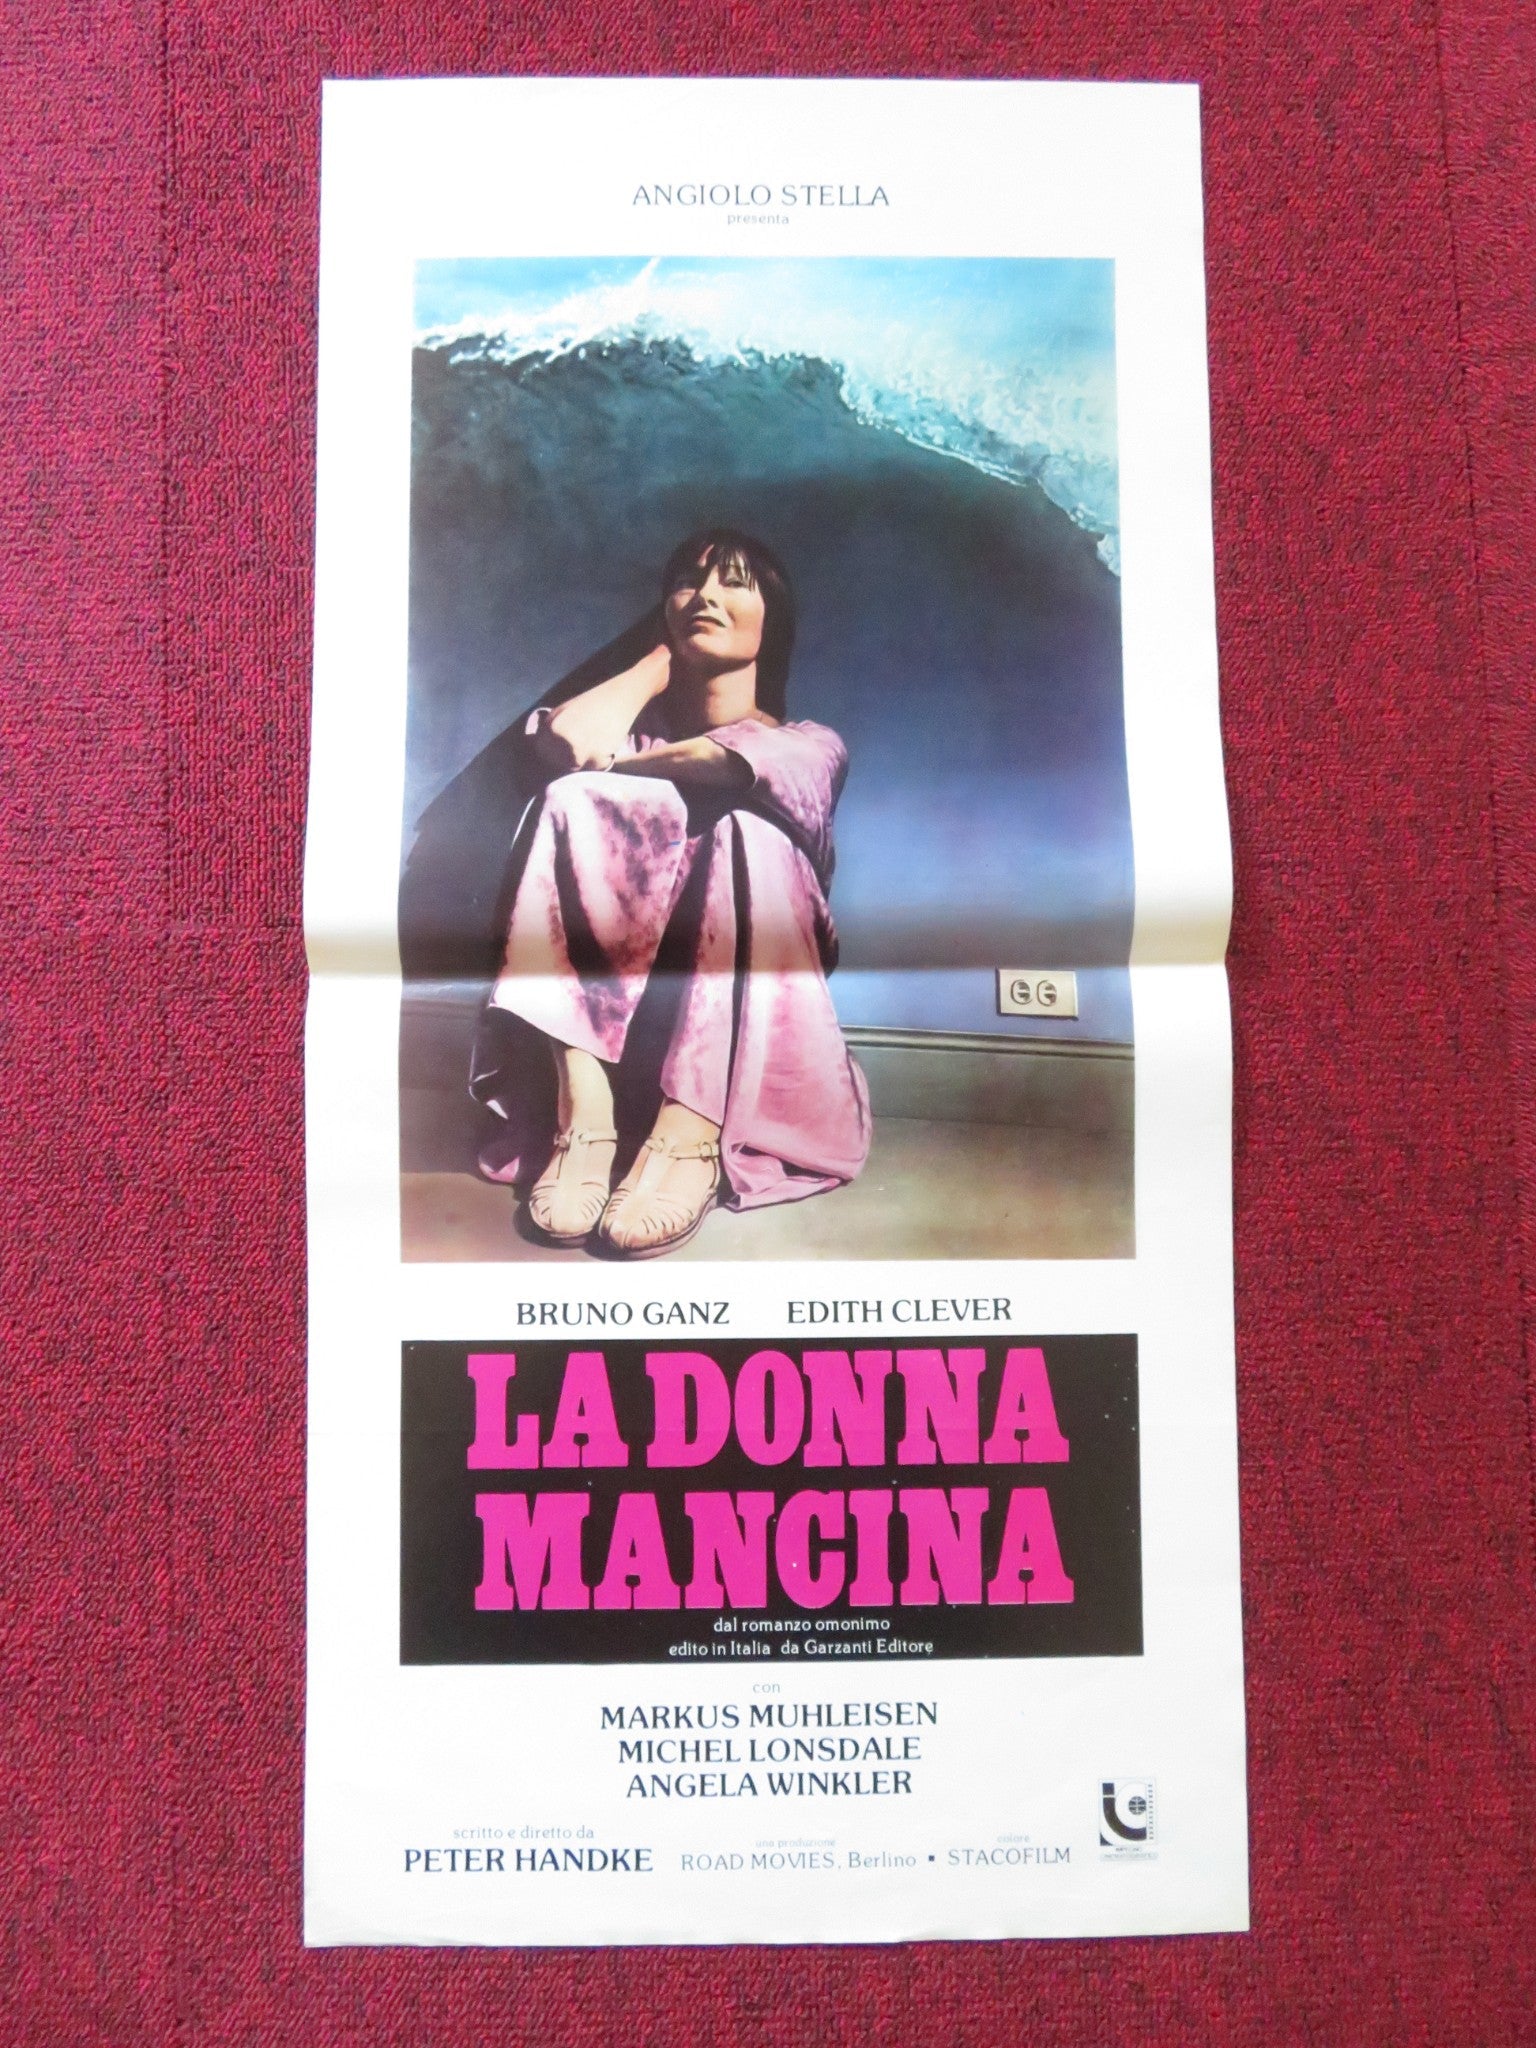 ANGIOLO STELLA
presenta
BRUNO GANZ EDITH CLEVER
LA DONNA
MANCINA
dal romanzo omonimo
edito in Italia da Garzanti Editore
con
MARKUS MUHLEISEN
MICHEL LONSDALE
ANGELA WINKLER
scritto e diretto da
PETER HANDKE
una produzione
ROAD MOVIES, Berlino ▪ STACOFILM
colore
ic